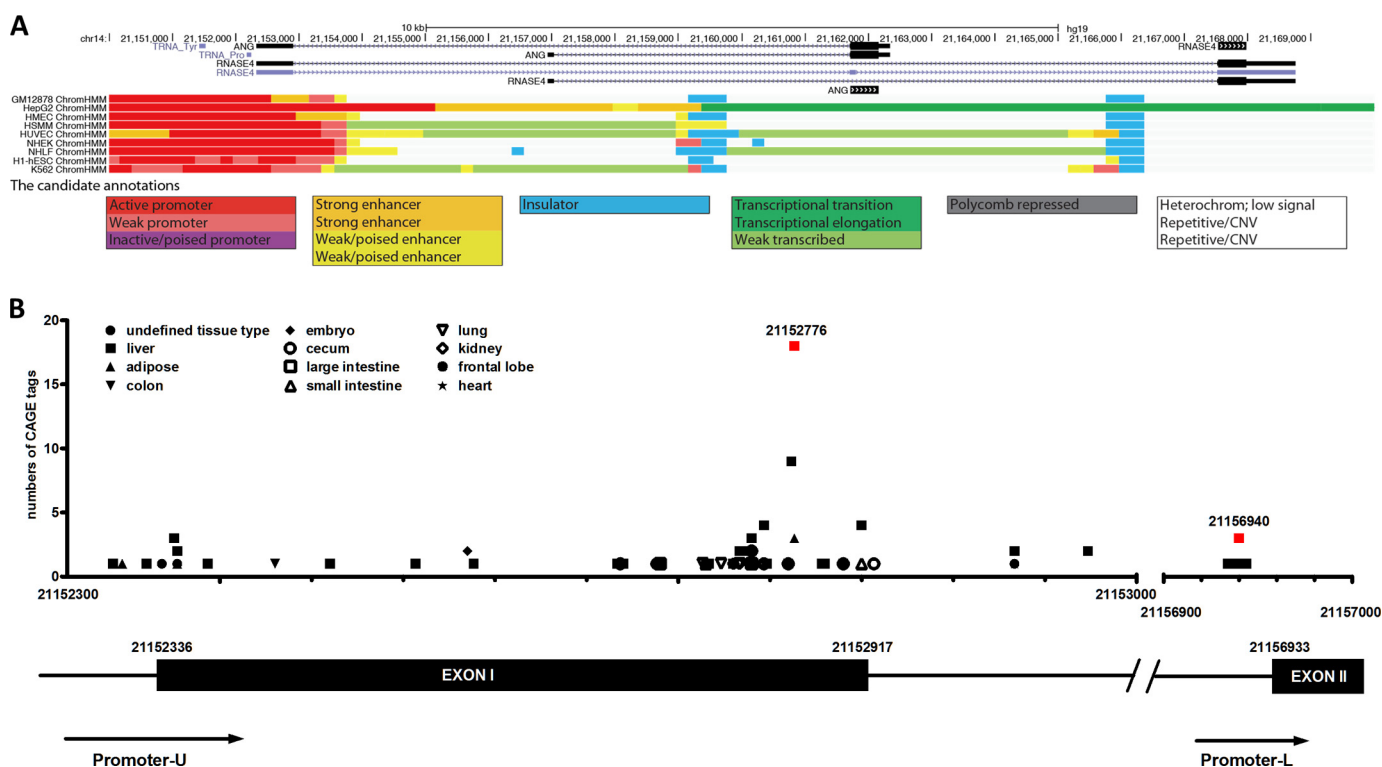 A
10 kb
hg19
chr14:
21,151,000
21,152,000
21,153,000
21,154,000
21,155,000
21,156,000
21,157,000
21,158,000
21,159,000
21,160,000
21,161,000
21,162,000
21,163,000
21,164,000
21,165,000
21,166,000
21,167,000
21,168,000
21,169,000
TRNA_Tyr
ANG
RNASE4
TRNA_Pro
ANG
RNASE4
RNASE4
RNASE4
ANG
GM12878 ChromHMM
HepG2 ChromHMM
HMEC ChromHMM
HSMM ChromHMM
HUVEC ChromHMM
NHEK ChromHMM
NHLF ChromHMM
H1-hESC ChromHMM
K562 ChromHMM
The candidate annotations
Active promoter
Weak promoter
Inactive/poised promoter
Strong enhancer
Strong enhancer
Weak/poised enhancer
Weak/poised enhancer
Insulator
Transcriptional transition
Transcriptional elongation
Weak transcribed
Polycomb repressed
Heterochrom; low signal
Repetitive/CNV
Repetitive/CNV
B
numbers of CAGE tags
20
15
10
5
0
undefined tissue type
liver
adipose
colon
embryo
cecum
large intestine
small intestine
lung
kidney
frontal lobe
heart
21152776
21156940
21152300
21153000
21156900
21157000
21152336
21152917
21156933
EXON I
EXON II
Promoter-U
Promoter-L